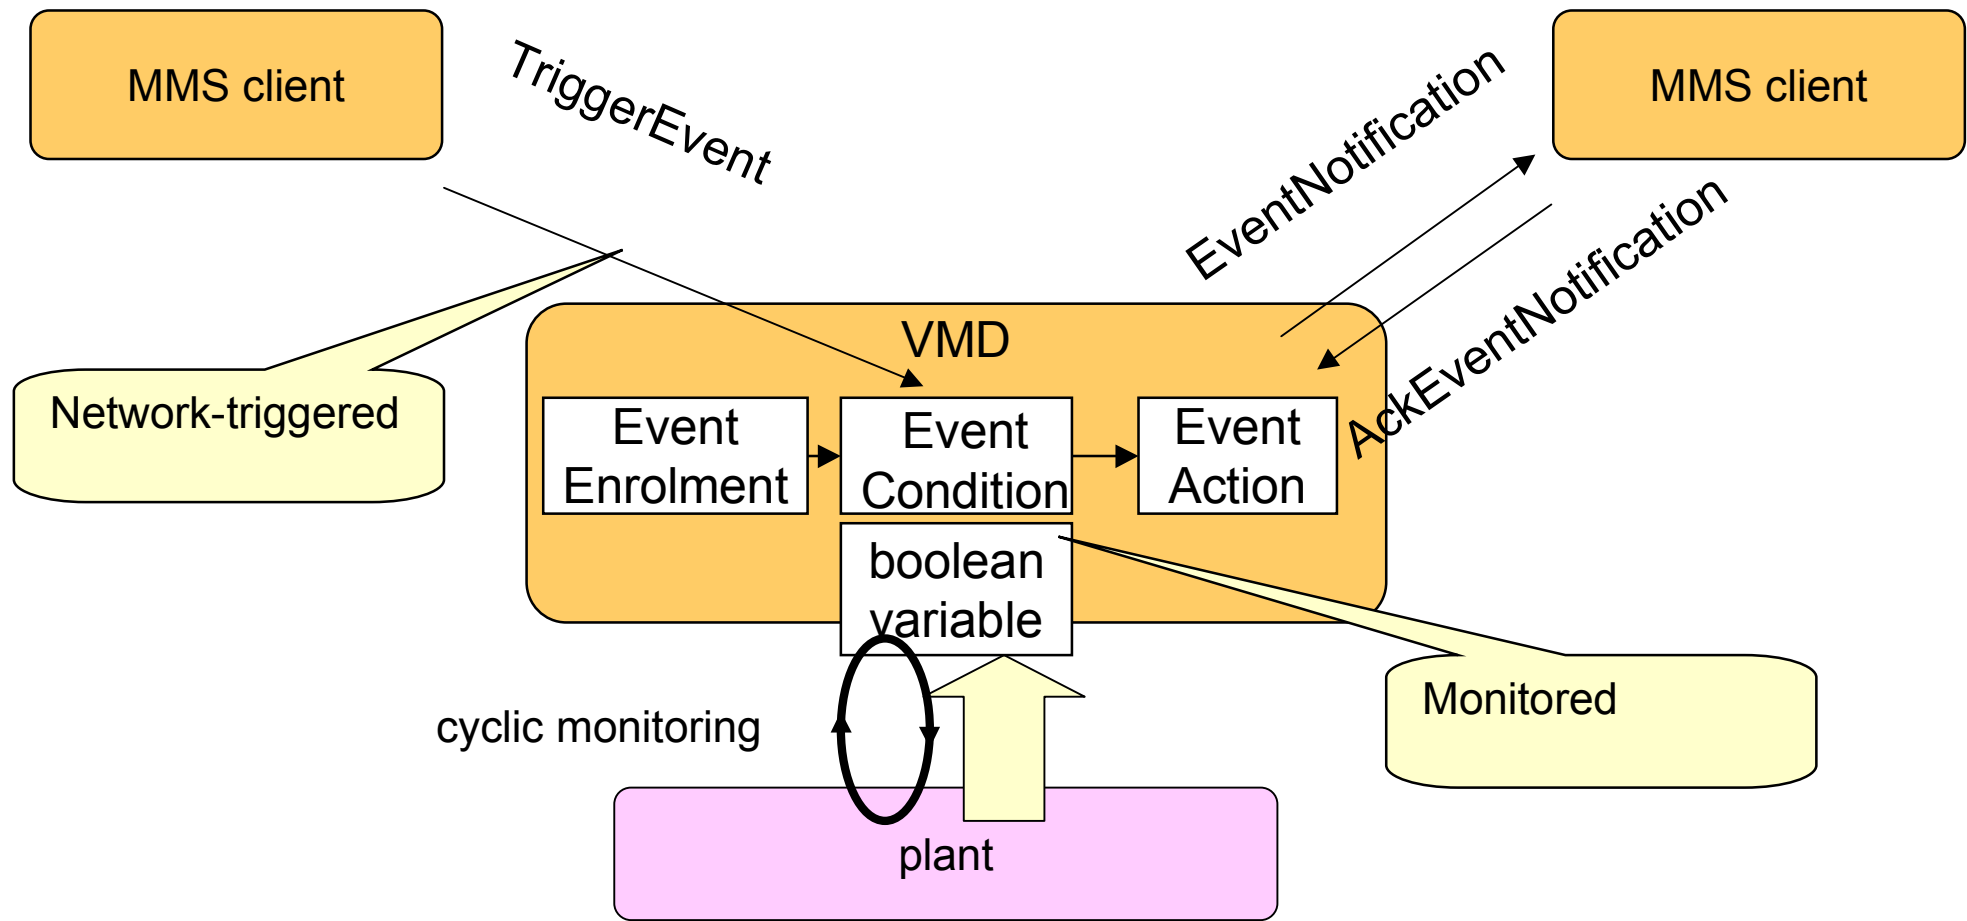 MMS client
TriggerEvent
EventNotification
MMS client
AckEventNotification
VMD
Network-triggered
Event
Enrolment
Event
Condition
Event
Action
boolean
variable
cyclic monitoring
Monitored
plant